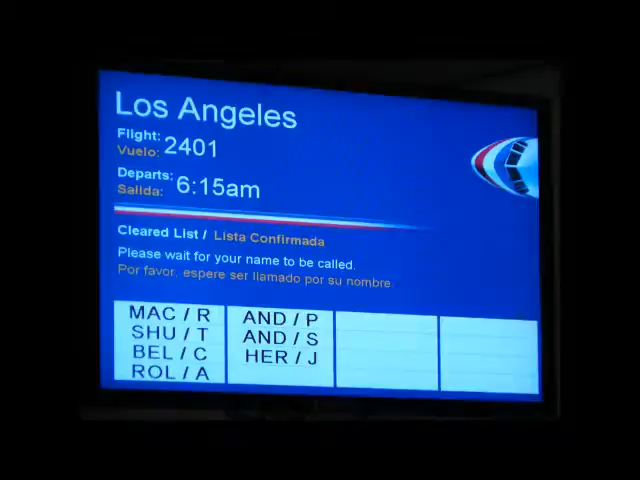 Los Angeles
Flight: 2401
Vuelo:
Departs: 6:15am
Salida:
Cleared List / Lista Confirmada
Please wait for your name to be called.
Por favor, espere ser llamado por su nombre.
MAC / R
SHU / T
BEL / C
ROL / A
AND / P
AND / S
HER / J